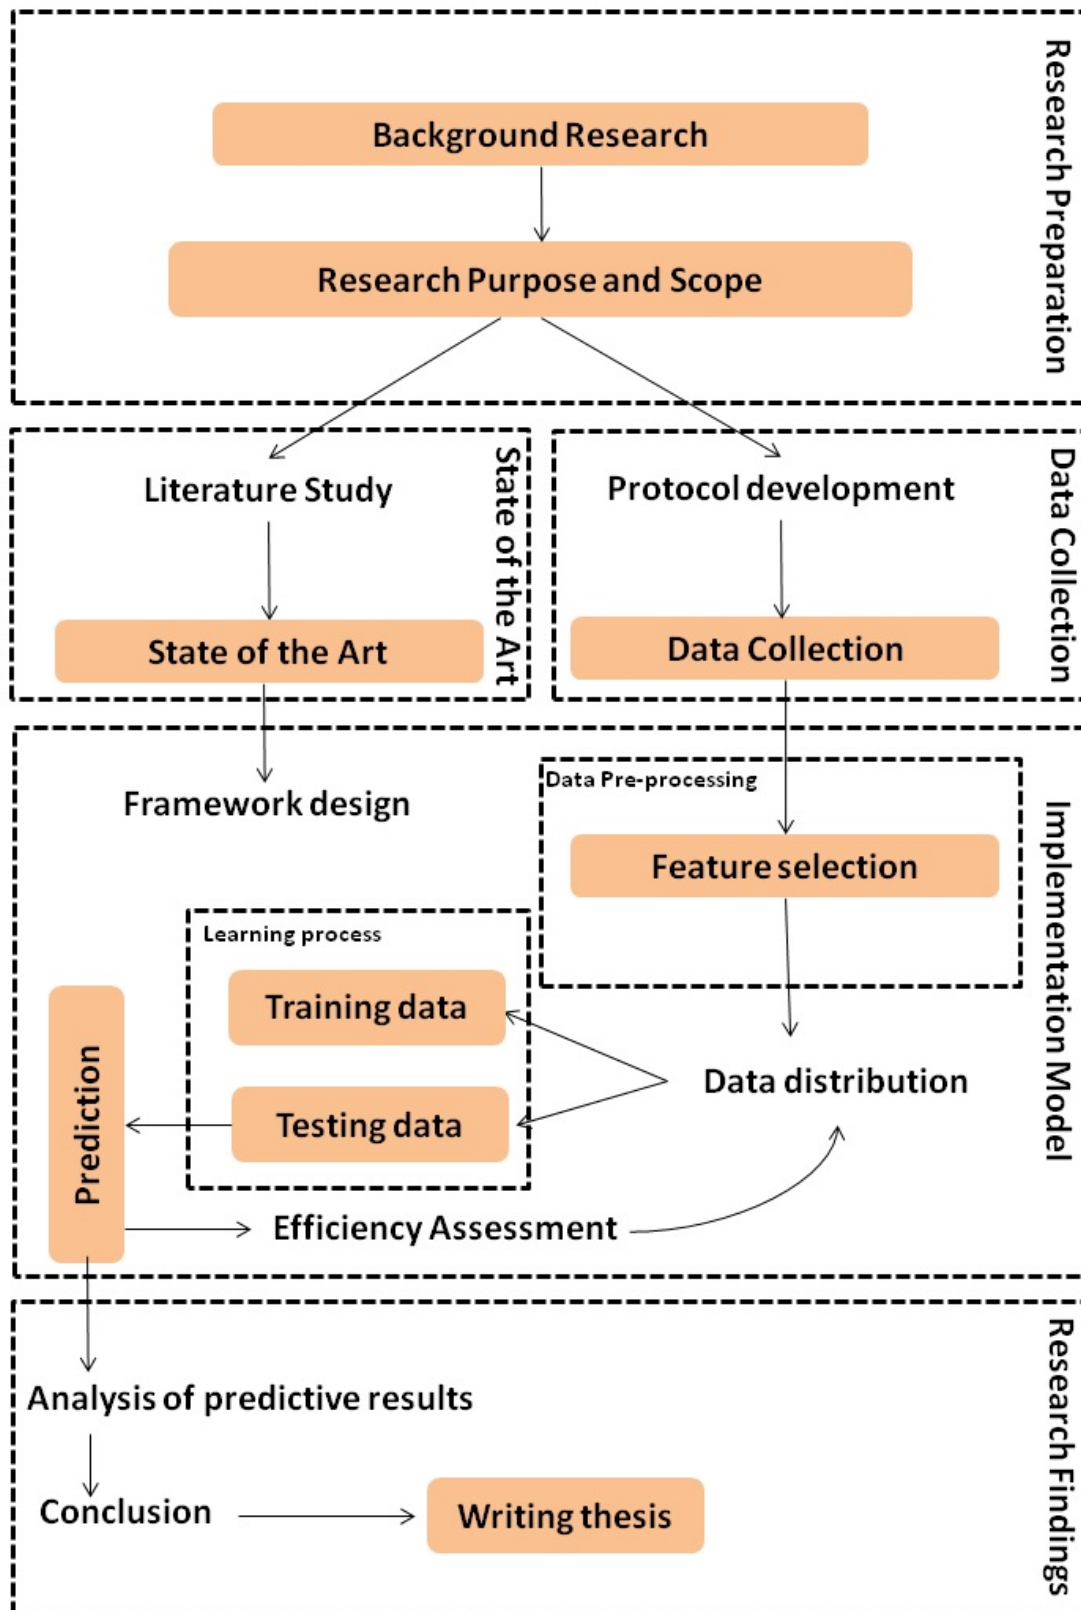 Research Preparation
Background Research
Research Purpose and Scope
State of the Art
Literature Study
State of the Art
Data Collection
Protocol development
Data Collection
Implementation Model
Framework design
Data Pre-processing
Feature selection
Learning process
Training data
Data distribution
Testing data
Prediction
Efficiency Assessment
Research Findings
Analysis of predictive results
Conclusion
Writing thesis